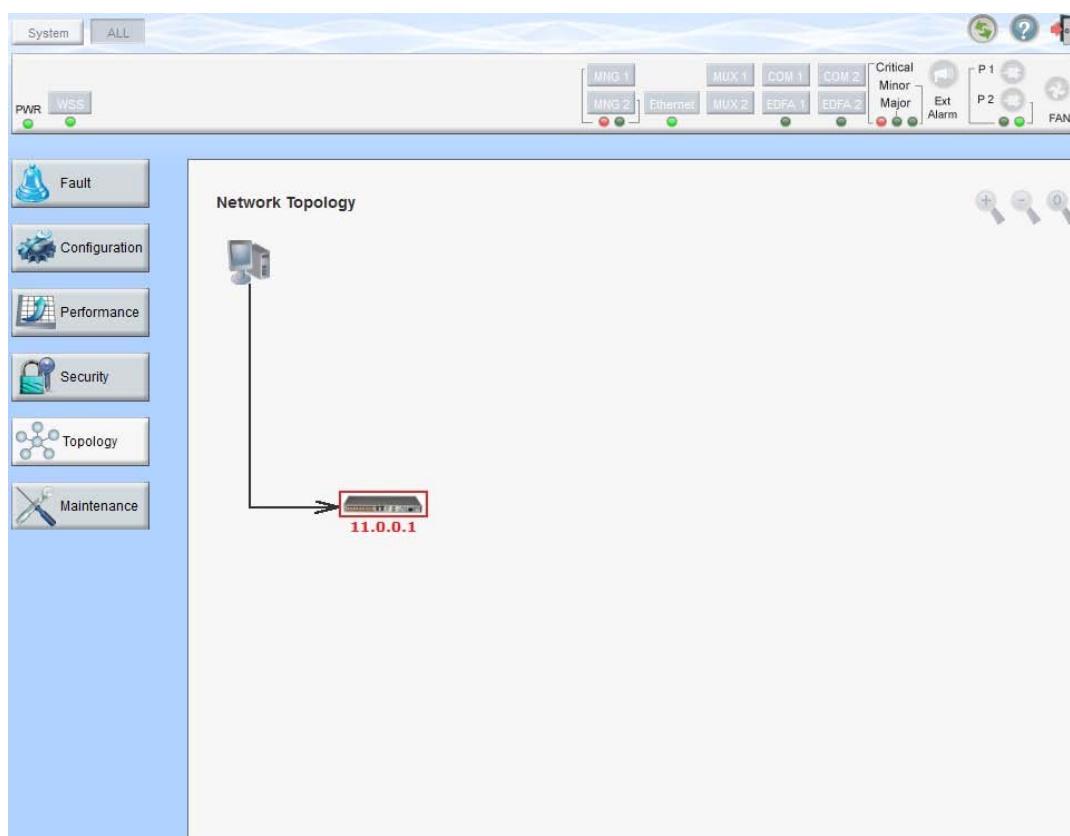 System ALL
Critical
MNG 1 MUX 1 COM 1 COM 2 Minor P 1
PWR WSS MNG 2 Ethernet MUX 2 EDFA 1 EDFA 2 Major Ext Alarm P 2 FAN
Fault
Network Topology
Configuration
Performance
Security
Topology
Maintenance
11.0.0.1